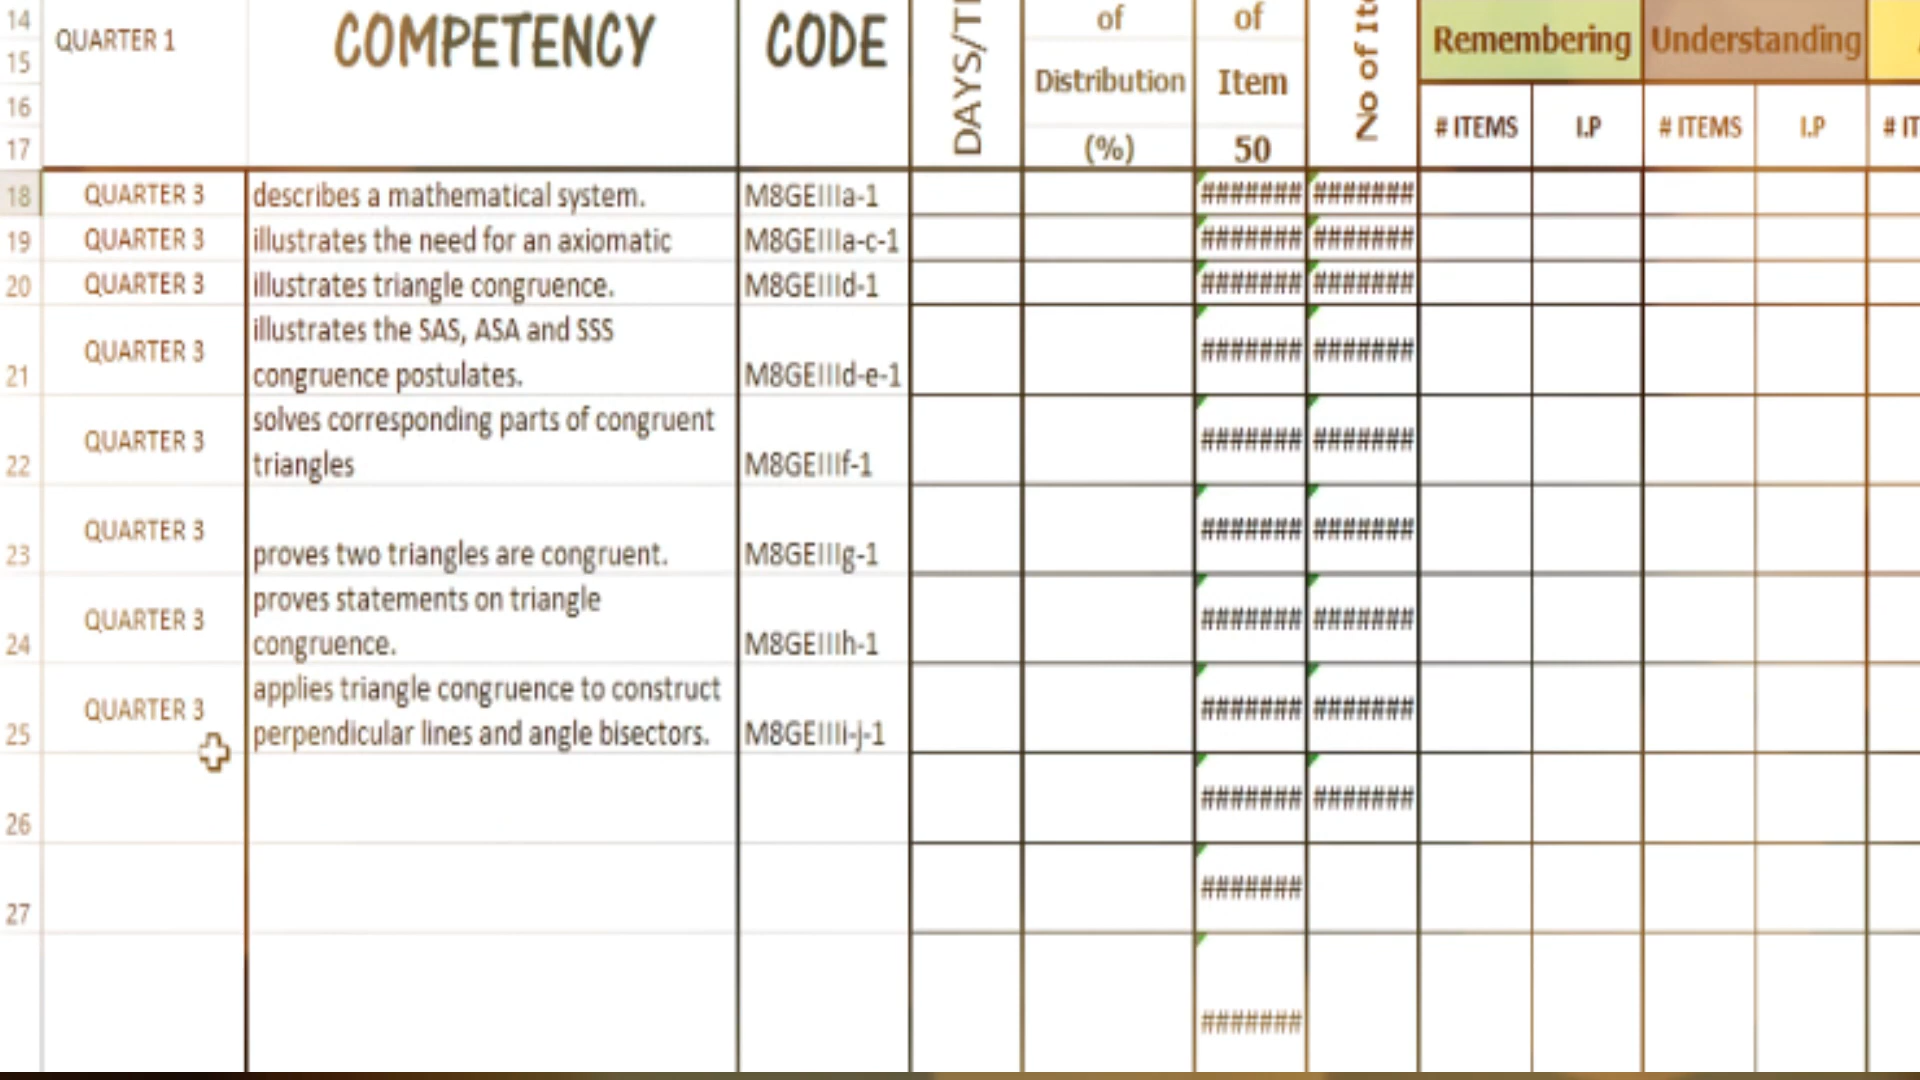 14
15
16
17
QUARTER 1
COMPETENCY
CODE
DAYS/TI
of
Distribution
(%)
of
Item
50
No of Ite
Remembering
Understanding
# ITEMS I.P # ITEMS I.P # IT
18 QUARTER 3 describes a mathematical system. M8GEIIIa-1 ####### #######
19 QUARTER 3 illustrates the need for an axiomatic M8GEIIIa-c-1 ####### #######
20 QUARTER 3 illustrates triangle congruence. M8GEIIId-1 ####### #######
21 QUARTER 3 illustrates the SAS, ASA and SSS
congruence postulates. M8GEIIId-e-1 ####### #######
22 QUARTER 3 solves corresponding parts of congruent
triangles M8GEIIIf-1 ####### #######
23 QUARTER 3 proves two triangles are congruent. M8GEIIIg-1 ####### #######
24 QUARTER 3 proves statements on triangle
congruence. M8GEIIIh-1 ####### #######
25 QUARTER 3 applies triangle congruence to construct
perpendicular lines and angle bisectors. M8GEIIIi-j-1 ####### #######
26 ####### #######
27 #######
#######